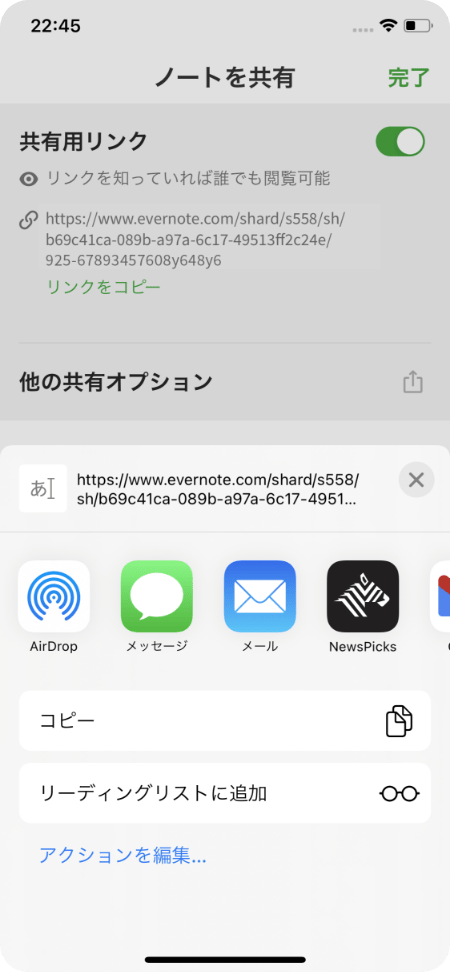 22:45
ノートを共有
完了
共有用リンク
リンクを知っていれば誰でも閲覧可能
https://www.evernote.com/shard/s558/sh/
b69c41ca-089b-a97a-6c17-49513ff2c24e/
925-67893457608y648y6
リンクをコピー
他の共有オプション
あ
https://www.evernote.com/shard/s558/
sh/b69c41ca-089b-a97a-6c17-4951...
AirDrop
メッセージ
メール
NewsPicks
コピー
リーディングリストに追加
アクションを編集...